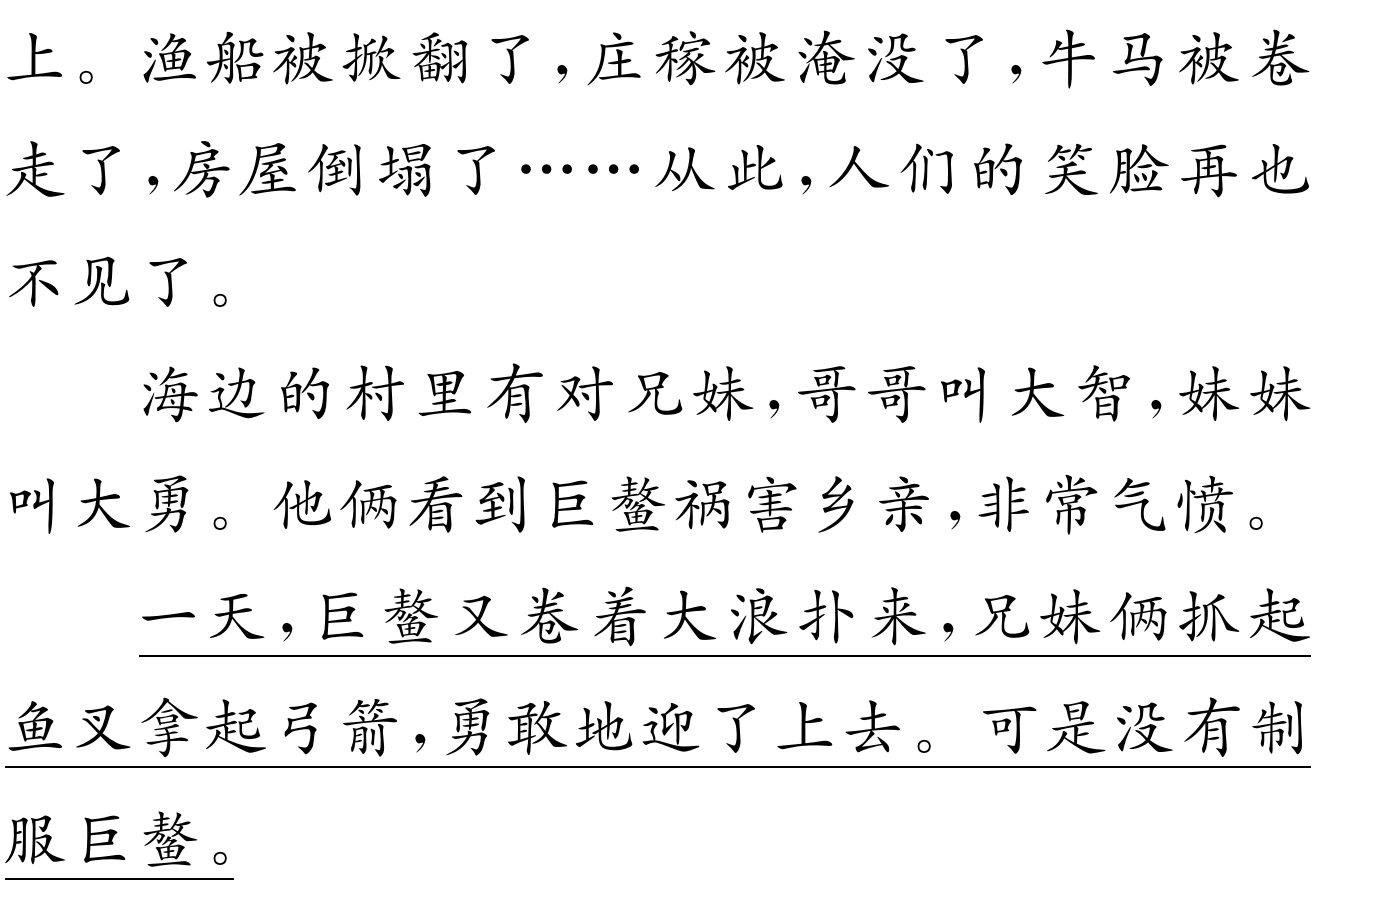 上。渔船被掀翻了，庄稼被淹没了，牛马被卷
走了，房屋倒塌了……从此，人们的笑脸再也
不见了。
海边的村里有对兄妹，哥哥叫大智，妹妹
叫大勇。他俩看到巨鳌祸害乡亲，非常气愤。
一天，巨鳌又卷着大浪扑来，兄妹俩抓起
鱼叉拿起弓箭，勇敢地迎了上去。可是没有制
服巨鳌。